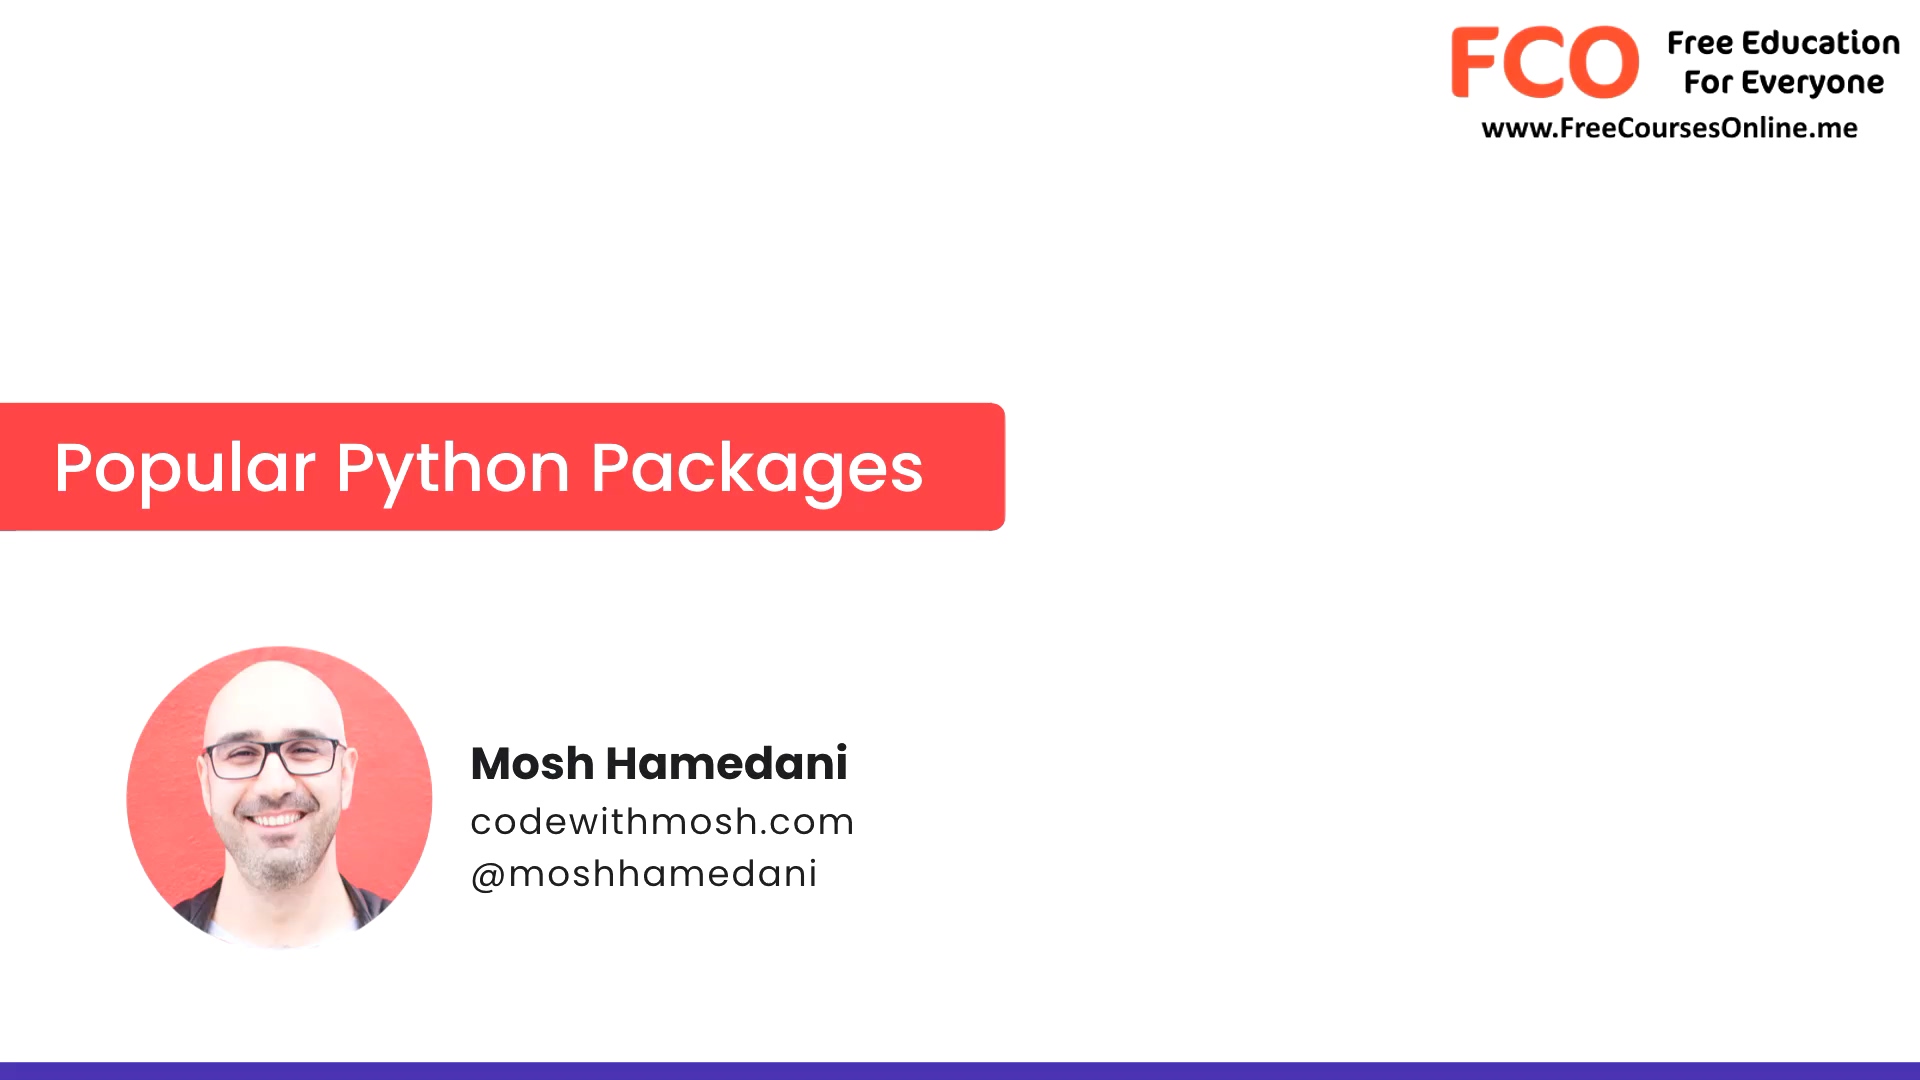 FCO
Free Education
For Everyone
www.FreeCoursesOnline.me
Popular Python Packages
Mosh Hamedani
codewithmosh.com
@moshhamedani